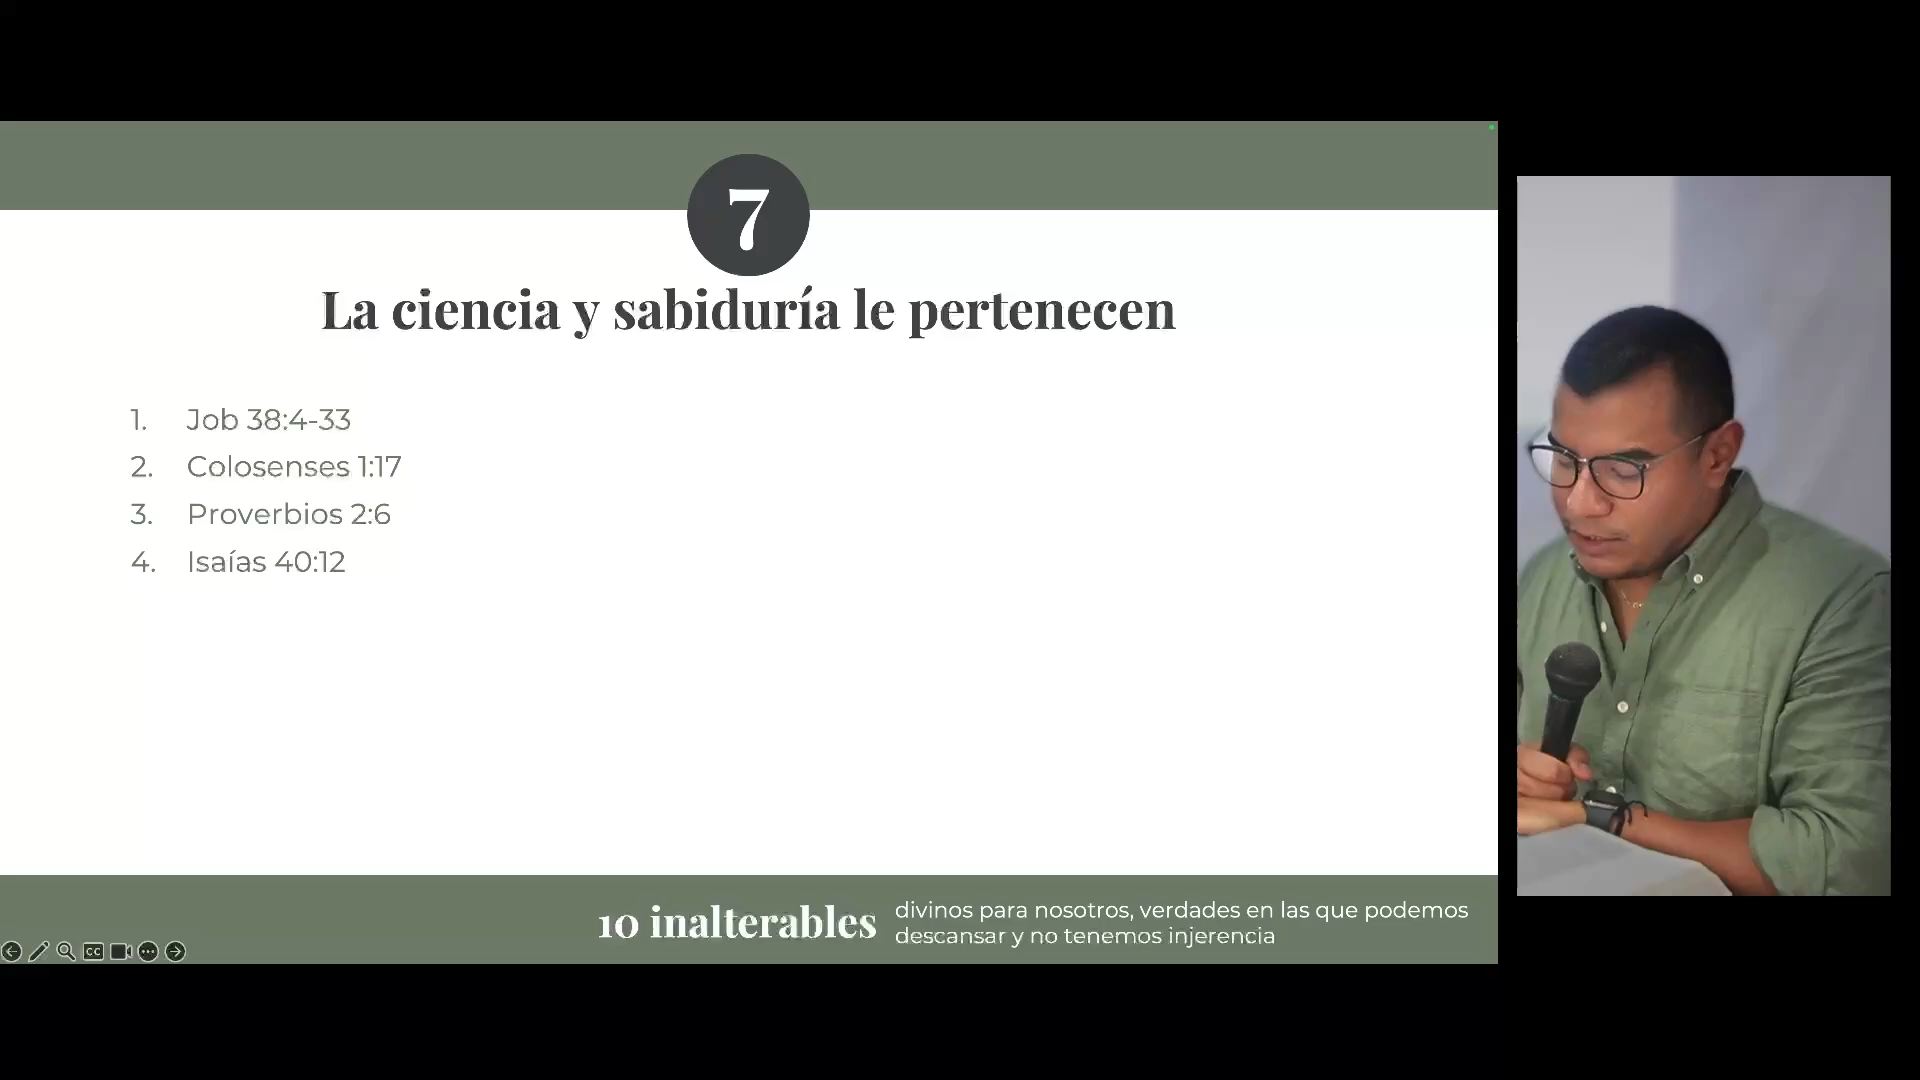 7
La ciencia y sabiduría le pertenecen
1. Job 38:4-33
2. Colosenses 1:17
3. Proverbios 2:6
4. Isaías 40:12
10 inalterables
divinos para nosotros, verdades en las que podemos
descansar y no tenemos injerencia
CC